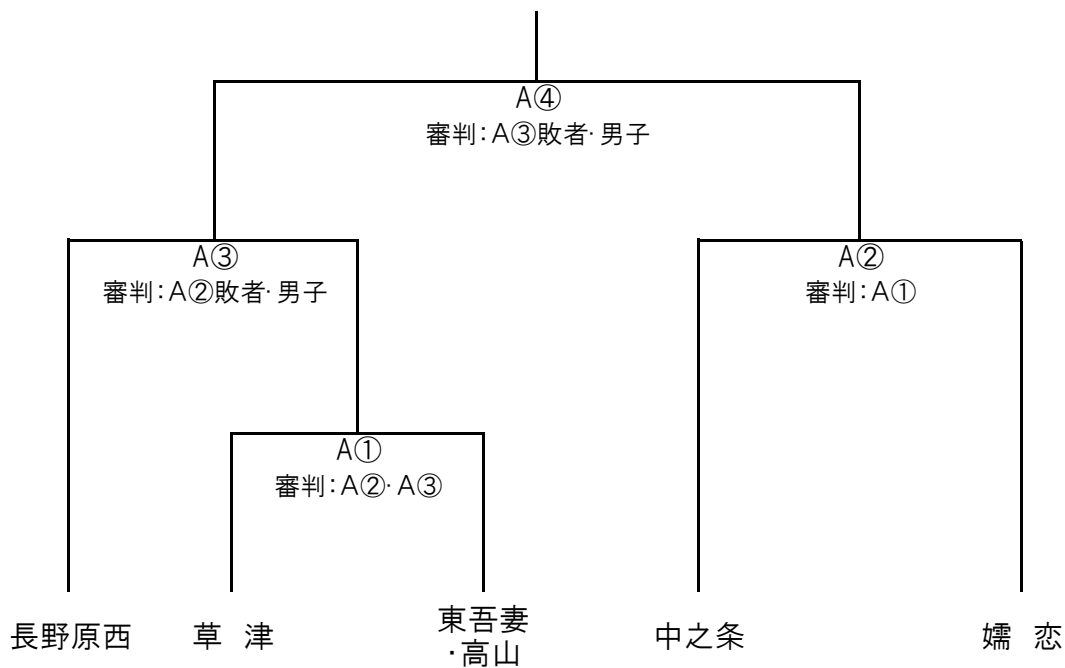 A④
審判：A③敗者・男子
A③
審判：A②敗者・男子
A②
審判：A①
A①
審判：A②・A③
長野原西
草 津
東吾妻
・高山
中之条
嬬 恋